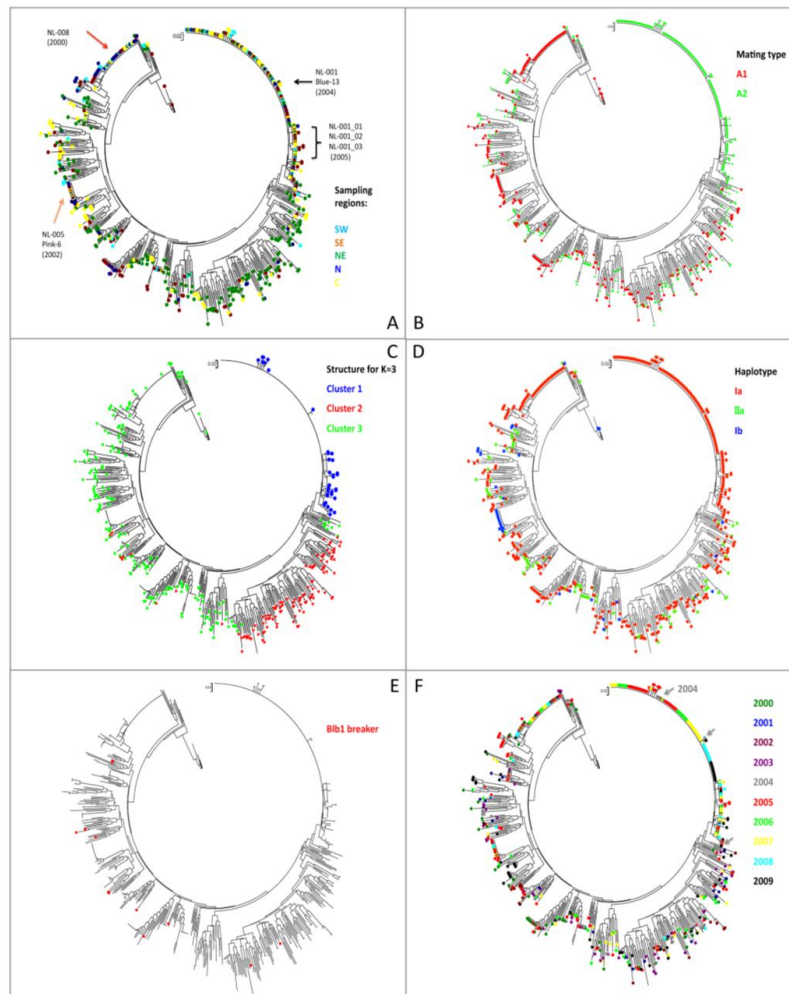 NL-008
(2000)
0.02
NL-001
Blue-13
(2004)
NL-001_01
NL-001_02
NL-001_03
(2005)
Sampling
regions:
SW
SE
NE
N
C
NL-005
Pink-6
(2002)
A
Mating type
A1
A2
B
C
Structure for K=3
Cluster 1
Cluster 2
Cluster 3
D
Haplotype
Ia
IIa
Ib
E
Blb1 breaker
F
2004
2000
2001
2002
2003
2004
2005
2006
2007
2008
2009